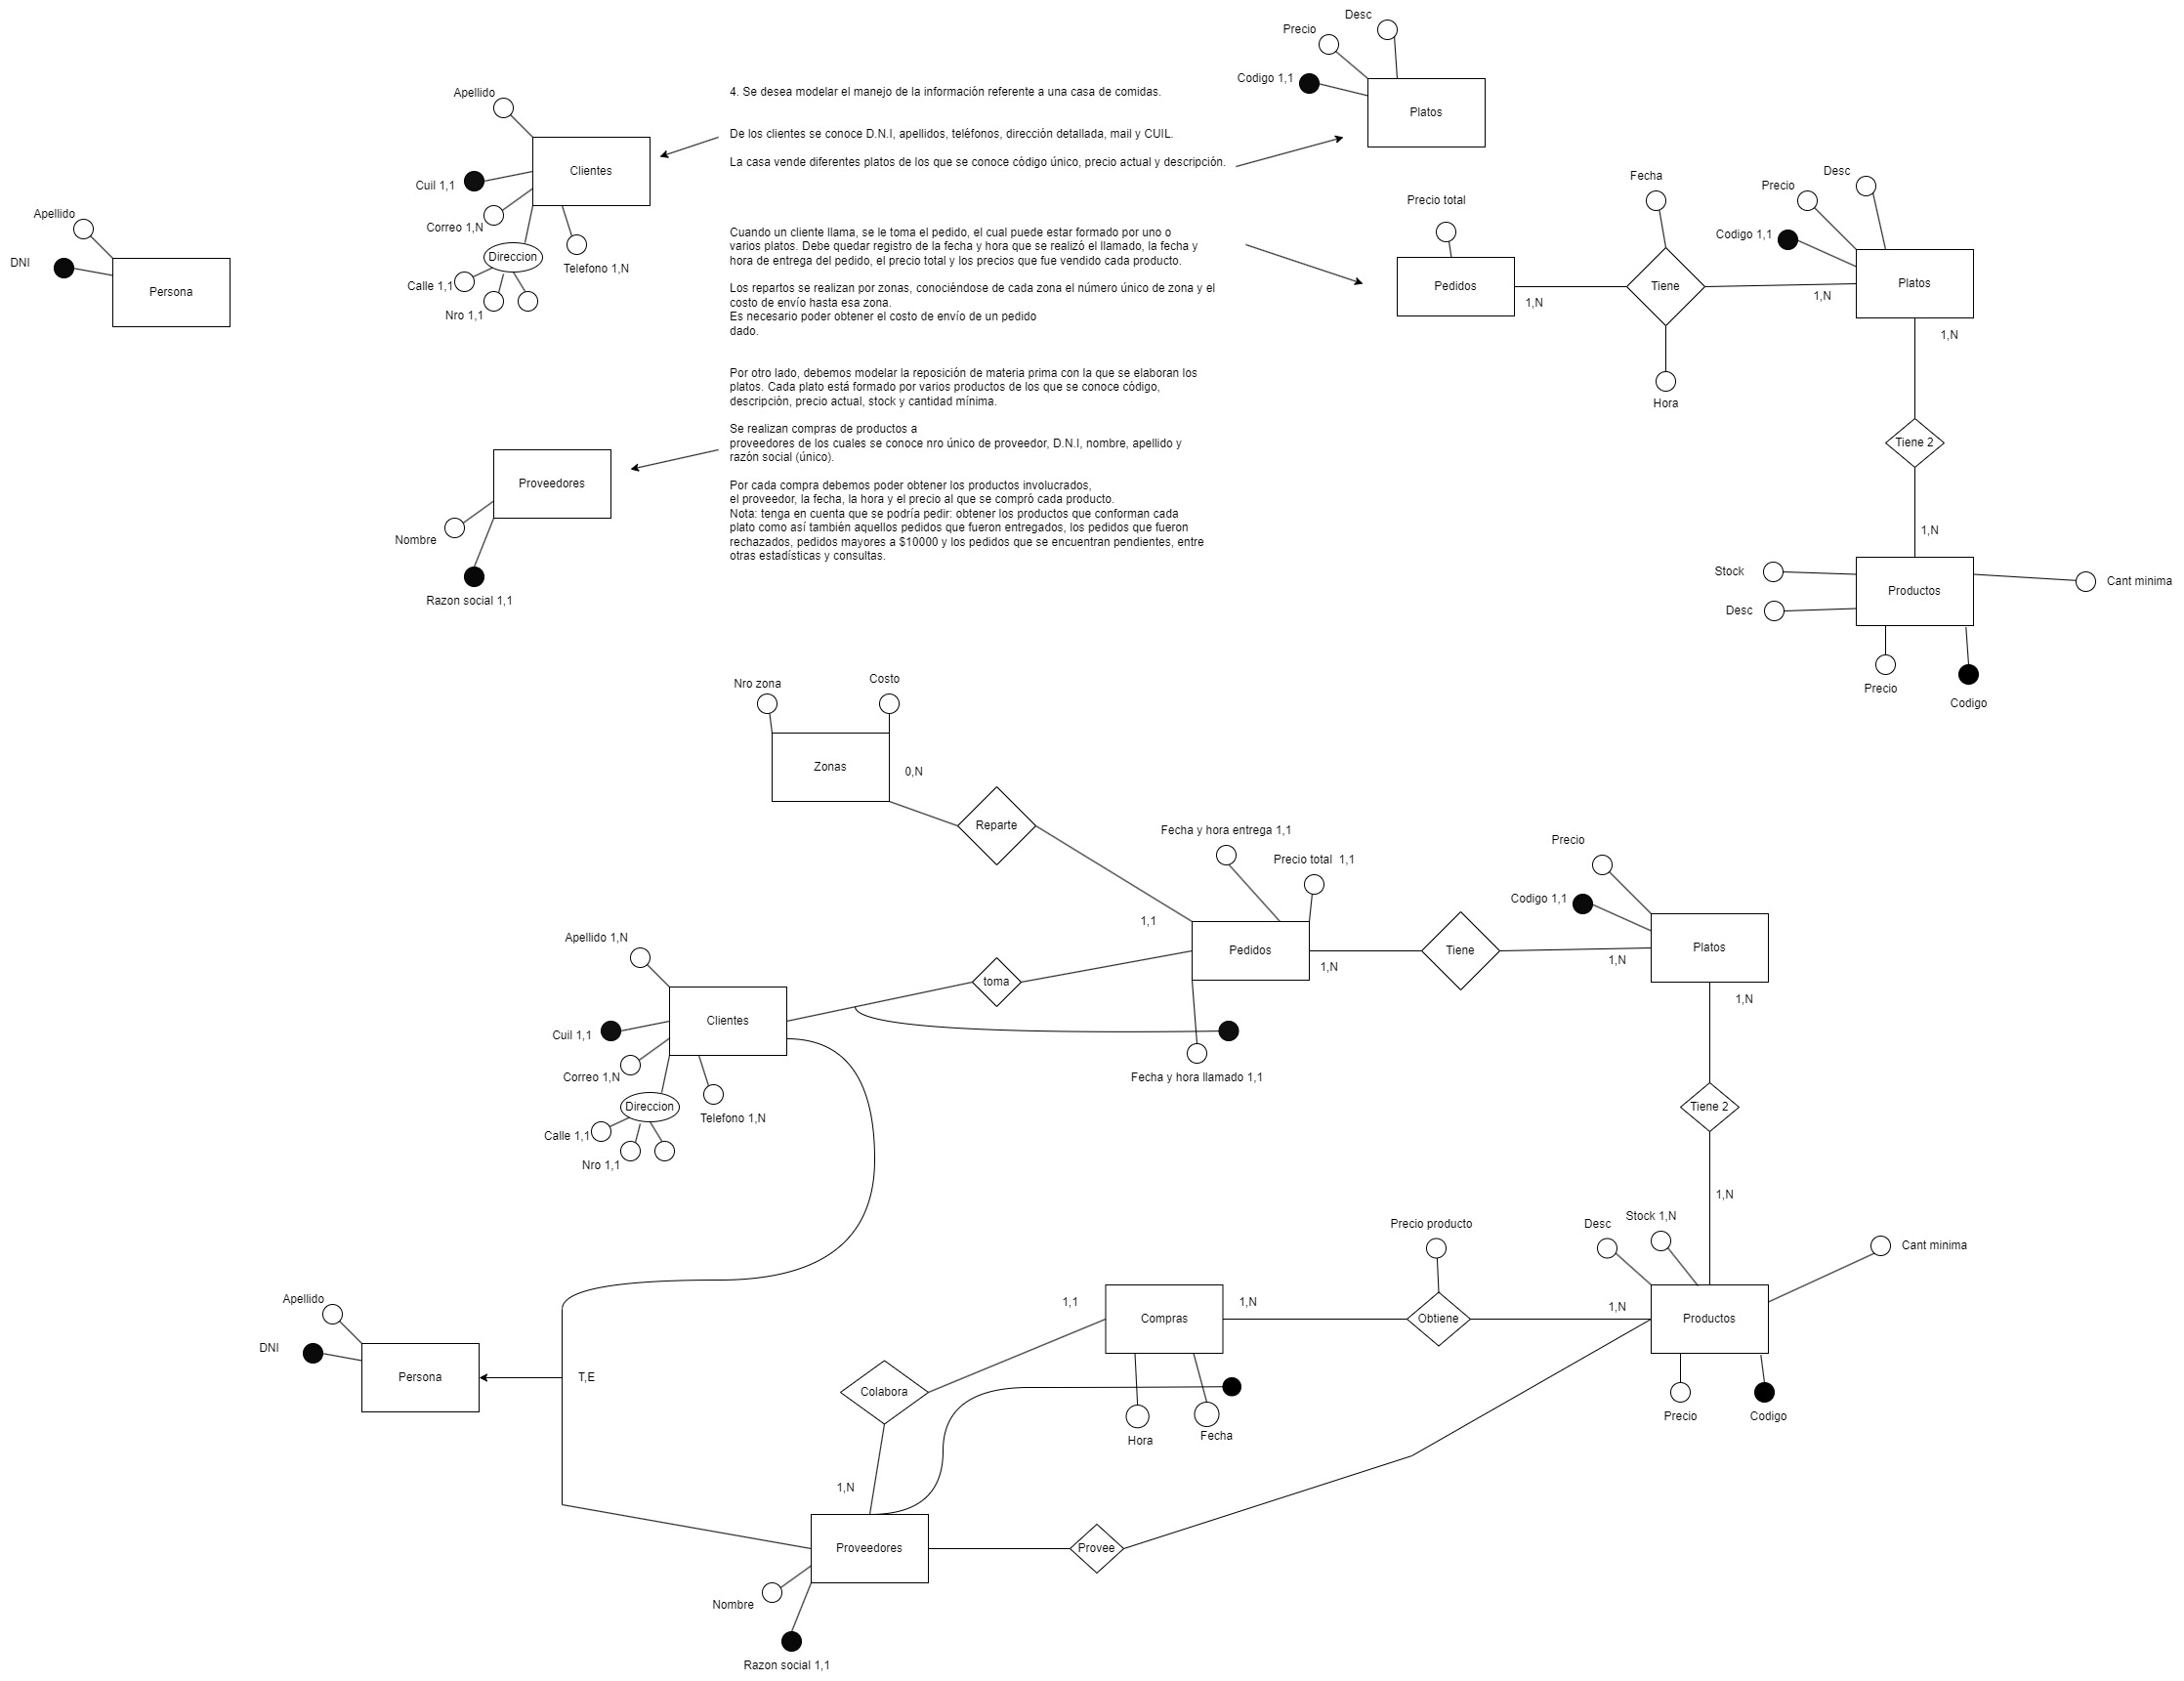 Desc
Precio
Codigo 1,1
Platos
Apellido
Clientes
Cuil 1,1
Correo 1,N
Direccion
Telefono 1,N
Calle 1,1
Nro 1,1
Apellido
DNI
Persona
4. Se desea modelar el manejo de la información referente a una casa de comidas.
De los clientes se conoce D.N.I, apellidos, teléfonos, dirección detallada, mail y CUIL.
La casa vende diferentes platos de los que se conoce código único, precio actual y descripción.
Cuando un cliente llama, se le toma el pedido, el cual puede estar formado por uno o
varios platos. Debe quedar registro de la fecha y hora que se realizó el llamado, la fecha y
hora de entrega del pedido, el precio total y los precios que fue vendido cada producto.
Los repartos se realizan por zonas, conociéndose de cada zona el número único de zona y el
costo de envío hasta esa zona.
Es necesario poder obtener el costo de envío de un pedido
dado.
Por otro lado, debemos modelar la reposición de materia prima con la que se elaboran los
platos. Cada plato está formado por varios productos de los que se conoce código,
descripción, precio actual, stock y cantidad mínima.
Se realizan compras de productos a
proveedores de los cuales se conoce nro único de proveedor, D.N.I, nombre, apellido y
razón social (único).
Por cada compra debemos poder obtener los productos involucrados,
el proveedor, la fecha, la hora y el precio al que se compró cada producto.
Nota: tenga en cuenta que se podría pedir: obtener los productos que conforman cada
plato como así también aquellos pedidos que fueron entregados, los pedidos que fueron
rechazados, pedidos mayores a $10000 y los pedidos que se encuentran pendientes, entre
otras estadísticas y consultas.
Proveedores
Nombre
Razon social 1,1
Precio total
Pedidos
1,N
Fecha
Tiene
Hora
Desc
Precio
Codigo 1,1
Platos
1,N
1,N
Tiene 2
1,N
Stock
Desc
Productos
Cant minima
Precio
Codigo
Nro zona
Costo
Zonas
0,N
Reparte
Fecha y hora entrega 1,1
Precio total 1,1
1,1
Pedidos
1,N
Tiene
1,N
Precio
Codigo 1,1
Platos
1,N
Apellido 1,N
Clientes
toma
Cuil 1,1
Correo 1,N
Direccion
Telefono 1,N
Calle 1,1
Nro 1,1
Fecha y hora llamado 1,1
Tiene 2
1,N
Precio producto
Desc
Stock 1,N
Cant minima
1,1
Compras
1,N
Obtiene
1,N
Productos
Apellido
DNI
Persona
T,E
Colabora
Hora
Fecha
Precio
Codigo
1,N
Proveedores
Provee
Nombre
Razon social 1,1